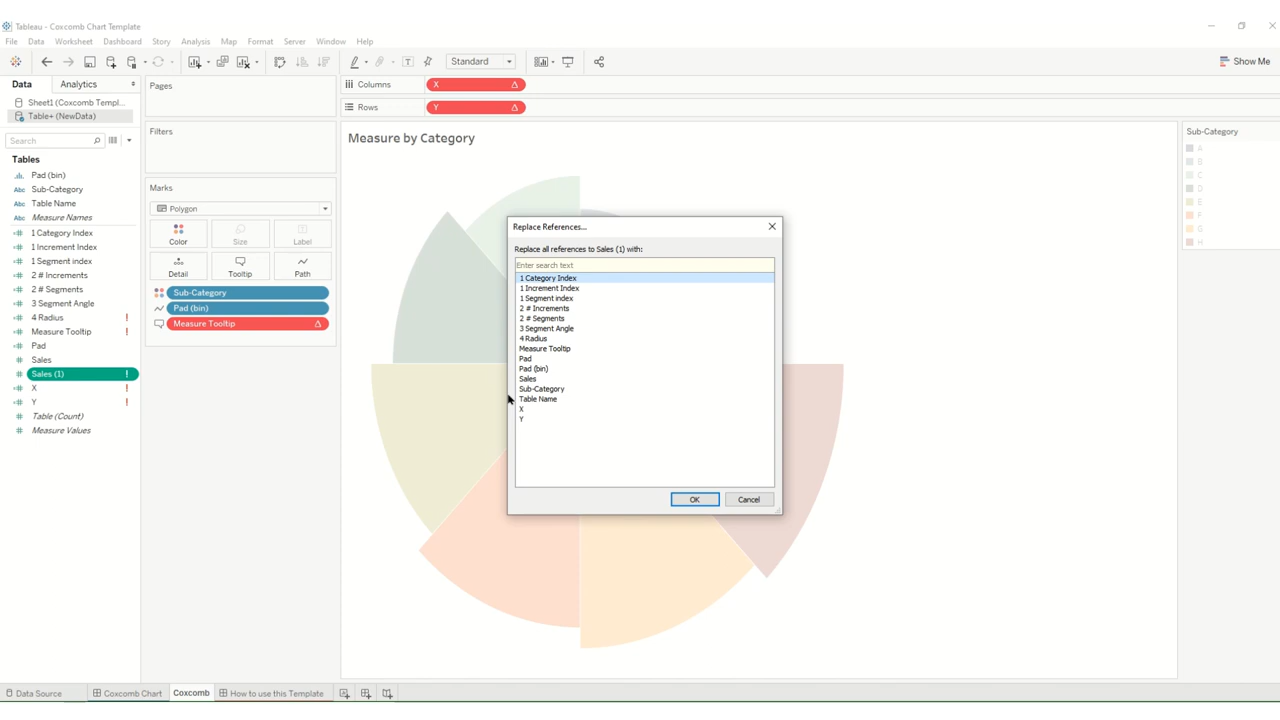 Tableau - Coxcomb Chart Template
File Data Worksheet Dashboard Story Analysis Map Format Server Window Help
Standard
Show Me
Data Analytics
Sheet1 (Coxcomb Templ...
Table+ (NewData)
Search
Tables
Pad (bin)
Abc Sub-Category
Abc Table Name
Abc Measure Names
1 Category Index
1 Increment Index
1 Segment index
2 # Increments
2 # Segments
3 Segment Angle
4 Radius !
Measure Tooltip !
Pad
Sales
Sales (1) !
X !
Y !
Table (Count)
Measure Values
Pages
Filters
Marks
Polygon
Color Size Label
Detail Tooltip Path
Sub-Category
Pad (bin)
Measure Tooltip
Columns X
Rows Y
Measure by Category
Replace References...
Replace all references to Sales (1) with:
Enter search text
1 Category Index
1 Increment Index
1 Segment index
2 # Increments
2 # Segments
3 Segment Angle
4 Radius
Measure Tooltip
Pad
Pad (bin)
Sales
Sub-Category
Table Name
X
Y
OK Cancel
Sub-Category
A
B
C
D
E
F
G
H
Data Source Coxcomb Chart Coxcomb How to use this Template